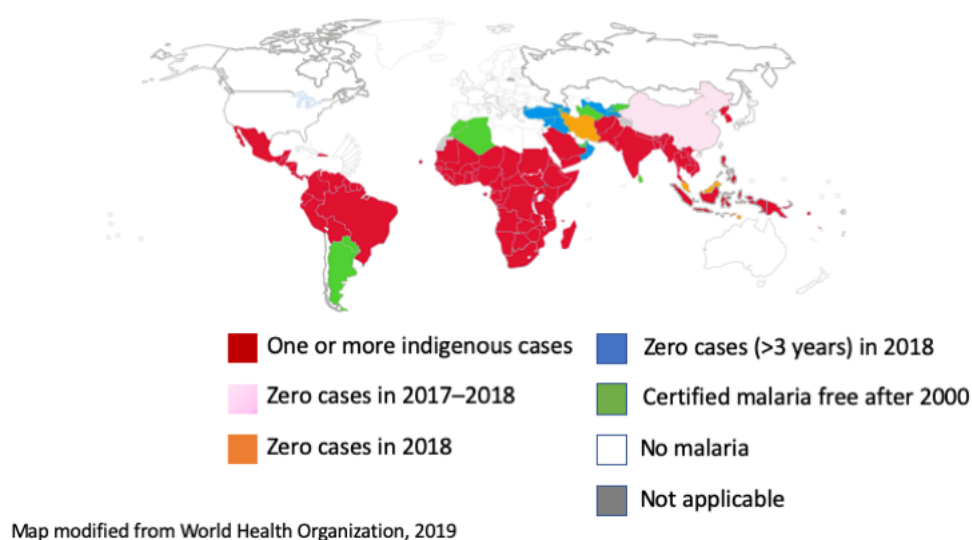 One or more indigenous cases
Zero cases in 2017–2018
Zero cases in 2018
Zero cases (>3 years) in 2018
Certified malaria free after 2000
No malaria
Not applicable
Map modified from World Health Organization, 2019